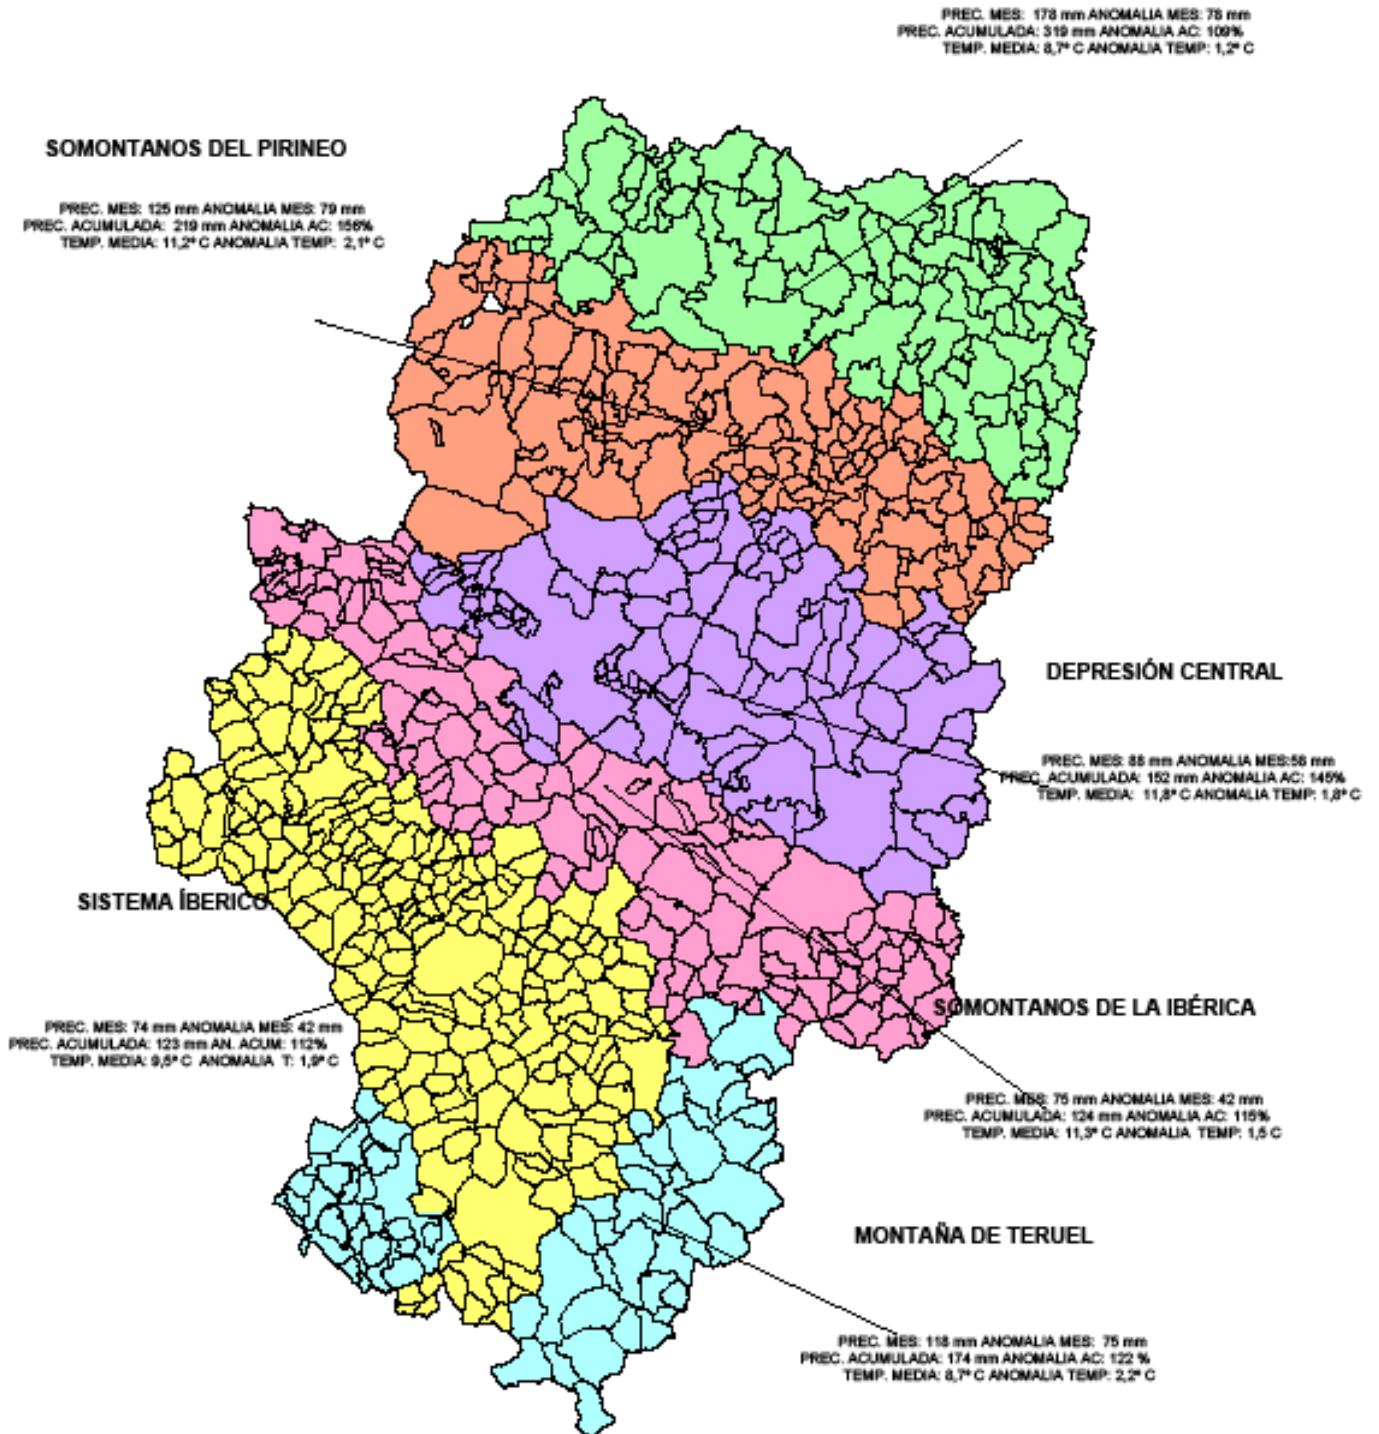 PREC. MES: 178 mm ANOMALIA MES: 78 mm
PREC. ACUMULADA: 319 mm ANOMALIA AC: 109%
TEMP. MEDIA: 8,7º C ANOMALIA TEMP: 1,2º C
SOMONTANOS DEL PIRINEO
PREC. MES: 125 mm ANOMALIA MES: 79 mm
PREC. ACUMULADA: 219 mm ANOMALIA AC: 156%
TEMP. MEDIA: 11,2º C ANOMALIA TEMP: 2,1º C
DEPRESIÓN CENTRAL
PREC. MES: 88 mm ANOMALIA MES:58 mm
PREC. ACUMULADA: 152 mm ANOMALIA AC: 145%
TEMP. MEDIA: 11,8º C ANOMALIA TEMP: 1,8º C
SISTEMA ÍBERICO
PREC. MES: 74 mm ANOMALIA MES: 42 mm
PREC. ACUMULADA: 123 mm AN. ACUM: 112%
TEMP. MEDIA: 9,5º C ANOMALIA T: 1,9º C
SOMONTANOS DE LA IBÉRICA
PREC. MES: 75 mm ANOMALIA MES: 42 mm
PREC. ACUMULADA: 124 mm ANOMALIA AC: 115%
TEMP. MEDIA: 11,3º C ANOMALIA TEMP: 1,5 C
MONTAÑA DE TERUEL
PREC. MES: 118 mm ANOMALIA MES: 75 mm
PREC. ACUMULADA: 174 mm ANOMALIA AC: 122 %
TEMP. MEDIA: 8,7º C ANOMALIA TEMP: 2,2º C